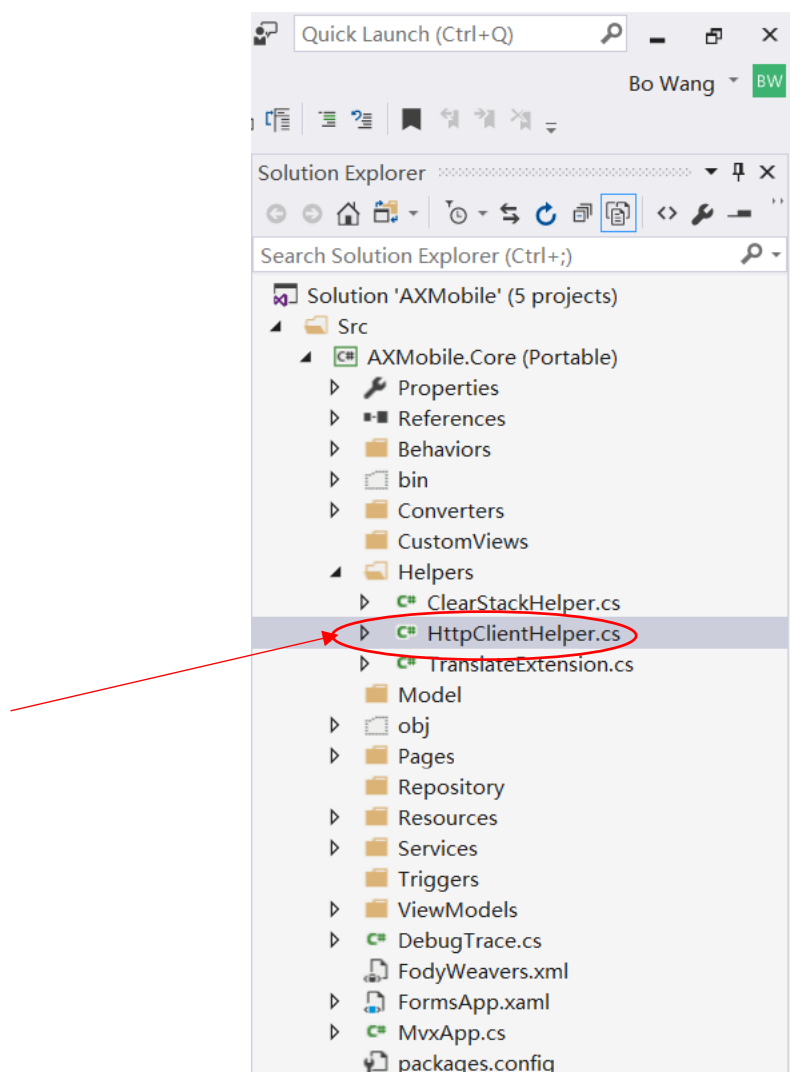 Quick Launch (Ctrl+Q)
Bo Wang BW
Solution Explorer
Search Solution Explorer (Ctrl+;)
Solution 'AXMobile' (5 projects)
Src
C# AXMobile.Core (Portable)
Properties
References
Behaviors
bin
Converters
CustomViews
Helpers
C# ClearStackHelper.cs
C# HttpClientHelper.cs
C# TranslateExtension.cs
Model
obj
Pages
Repository
Resources
Services
Triggers
ViewModels
C# DebugTrace.cs
FodyWeavers.xml
FormsApp.xaml
C# MvxApp.cs
packages.config